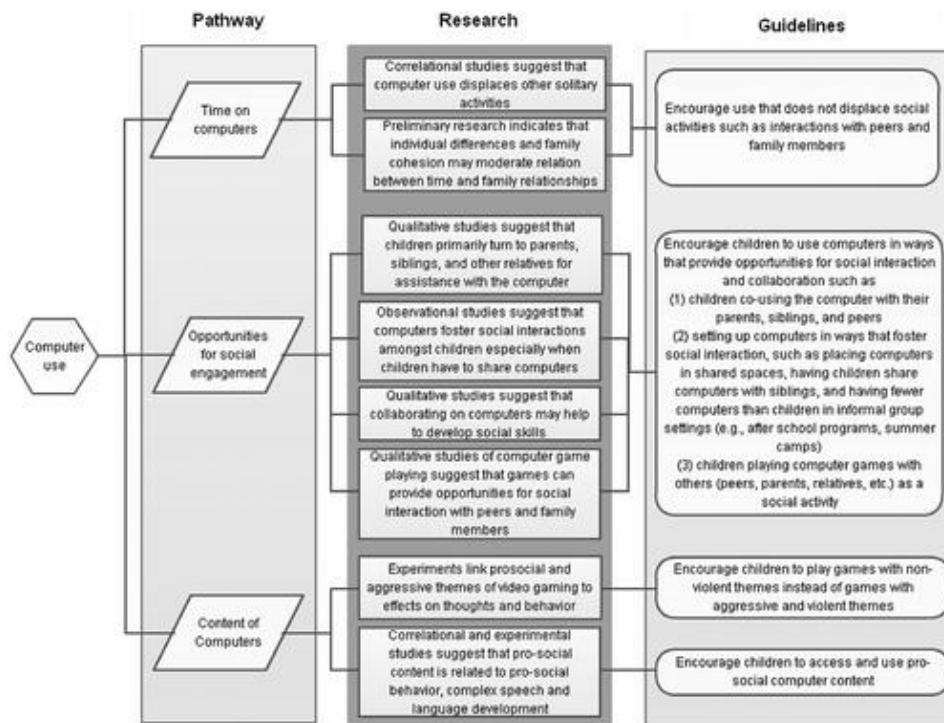 Pathway
Research
Guidelines
Computer
use
Time on
computers
Correlational studies suggest that
computer use displaces other solitary
activities
Preliminary research indicates that
individual differences and family
cohesion may moderate relation
between time and family relationships
Encourage use that does not displace social
activities such as interactions with peers and
family members
Opportunities
for social
engagement
Qualitative studies suggest that
children primarily turn to parents,
siblings, and other relatives for
assistance with the computer
Observational studies suggest that
computers foster social interactions
amongst children especially when
children have to share computers
Qualitative studies suggest that
collaborating on computers may help
to develop social skills
Qualitative studies of computer game
playing suggest that games can
provide opportunities for social
interaction with peers and family
members
Encourage children to use computers in ways
that provide opportunities for social interaction
and collaboration such as
(1) children co-using the computer with their
parents, siblings, and peers
(2) setting up computers in ways that foster
social interaction, such as placing computers
in shared spaces, having children share
computers with siblings, and having fewer
computers than children in informal group
settings (e.g., after school programs, summer
camps)
(3) children playing computer games with
others (peers, parents, relatives, etc.) as a
social activity
Content of
Computers
Experiments link prosocial and
aggressive themes of video gaming to
effects on thoughts and behavior
Correlational and experimental
studies suggest that pro-social
content is related to pro-social
behavior, complex speech and
language development
Encourage children to play games with non-
violent themes instead of games with
aggressive and violent themes
Encourage children to access and use pro-
social computer content